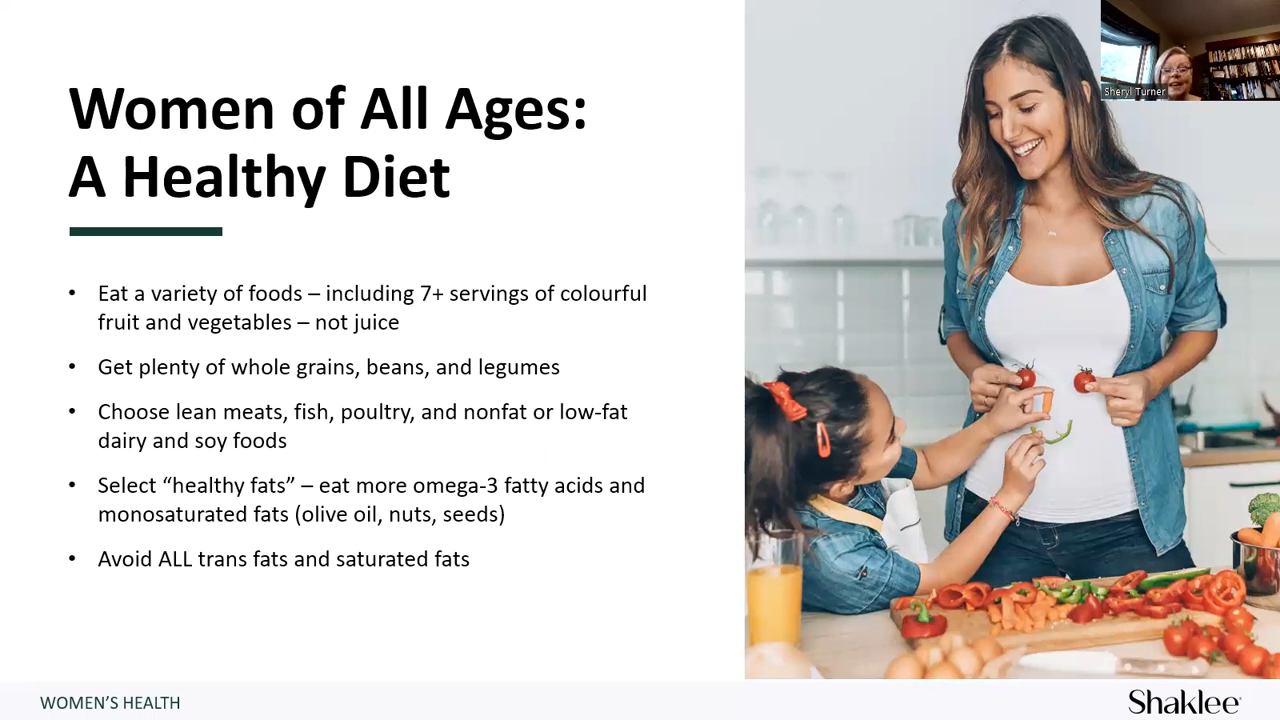 Women of All Ages:
A Healthy Diet
• Eat a variety of foods – including 7+ servings of colourful
fruit and vegetables – not juice
• Get plenty of whole grains, beans, and legumes
• Choose lean meats, fish, poultry, and nonfat or low-fat
dairy and soy foods
• Select “healthy fats” – eat more omega-3 fatty acids and
monosaturated fats (olive oil, nuts, seeds)
• Avoid ALL trans fats and saturated fats
Sheryl Turner
WOMEN’S HEALTH
Shaklee